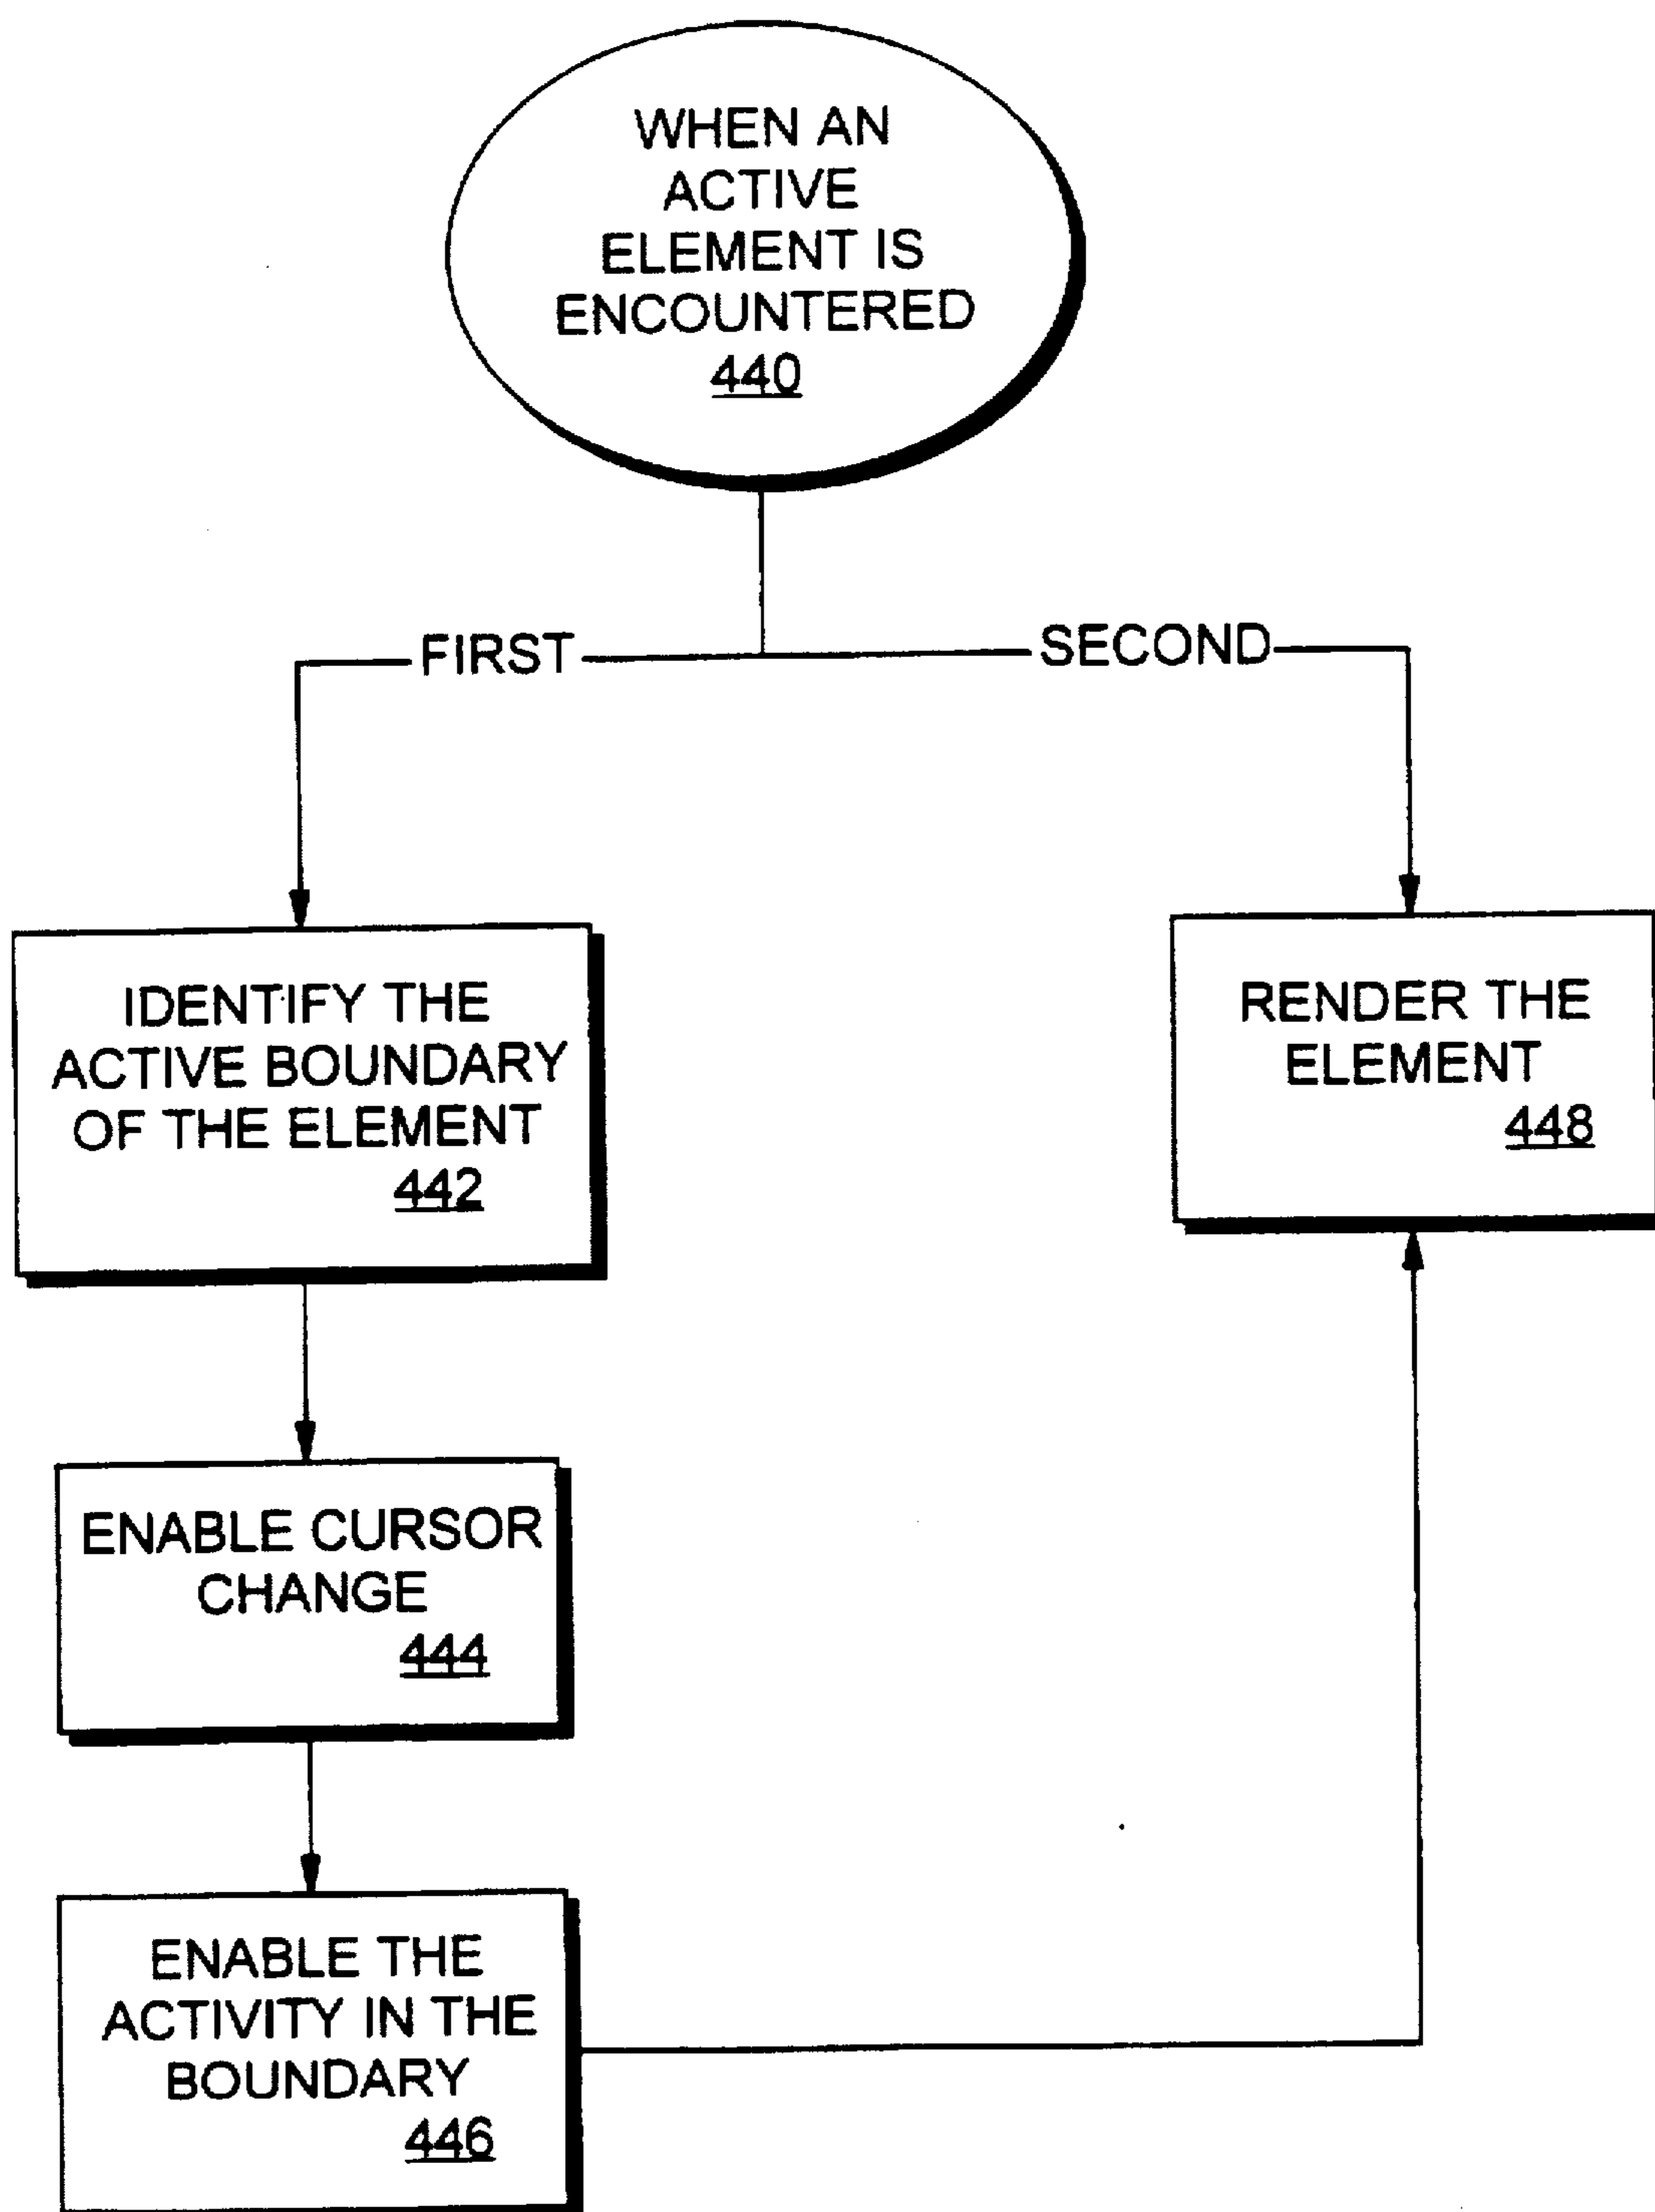 WHEN AN
ACTIVE
ELEMENT IS
ENCOUNTERED
440
FIRST
SECOND
IDENTIFY THE
ACTIVE BOUNDARY
OF THE ELEMENT
442
RENDER THE
ELEMENT
448
ENABLE CURSOR
CHANGE
444
ENABLE THE
ACTIVITY IN THE
BOUNDARY
446